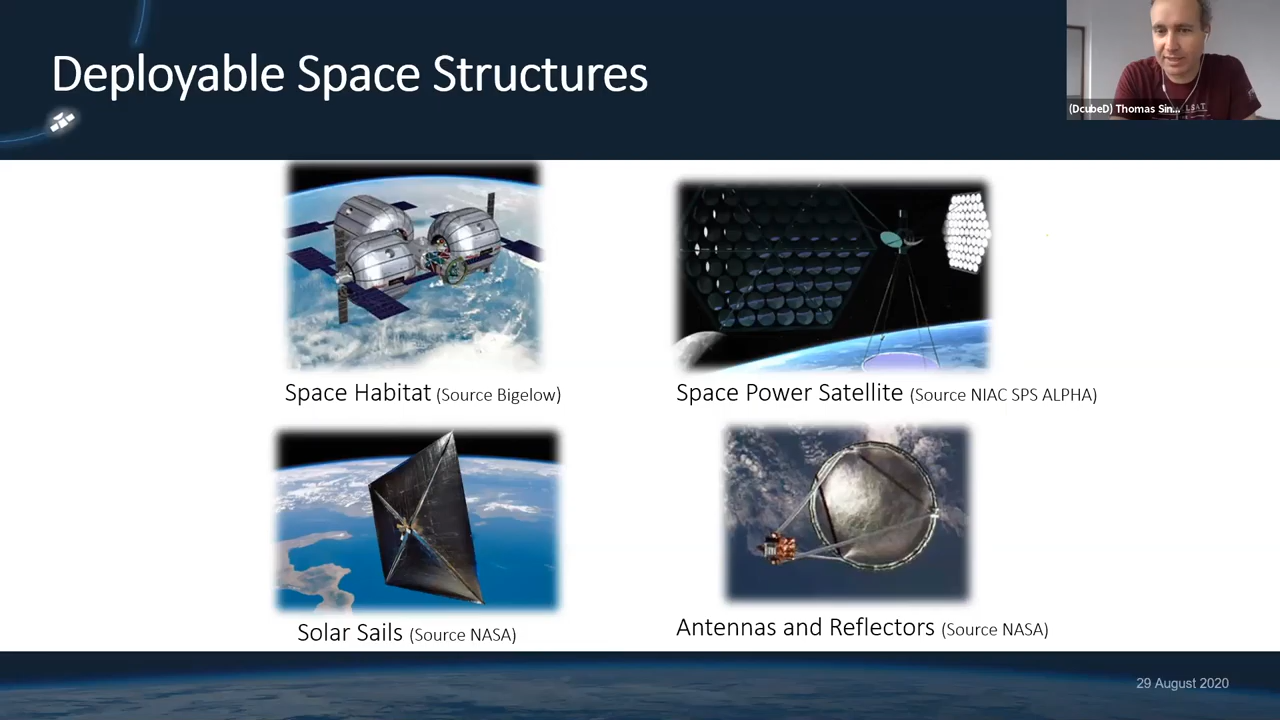 Deployable Space Structures
(DcubeD) Thomas Sin...
LSAT
Space Habitat (Source Bigelow)
Space Power Satellite (Source NIAC SPS ALPHA)
Solar Sails (Source NASA)
Antennas and Reflectors (Source NASA)
29 August 2020